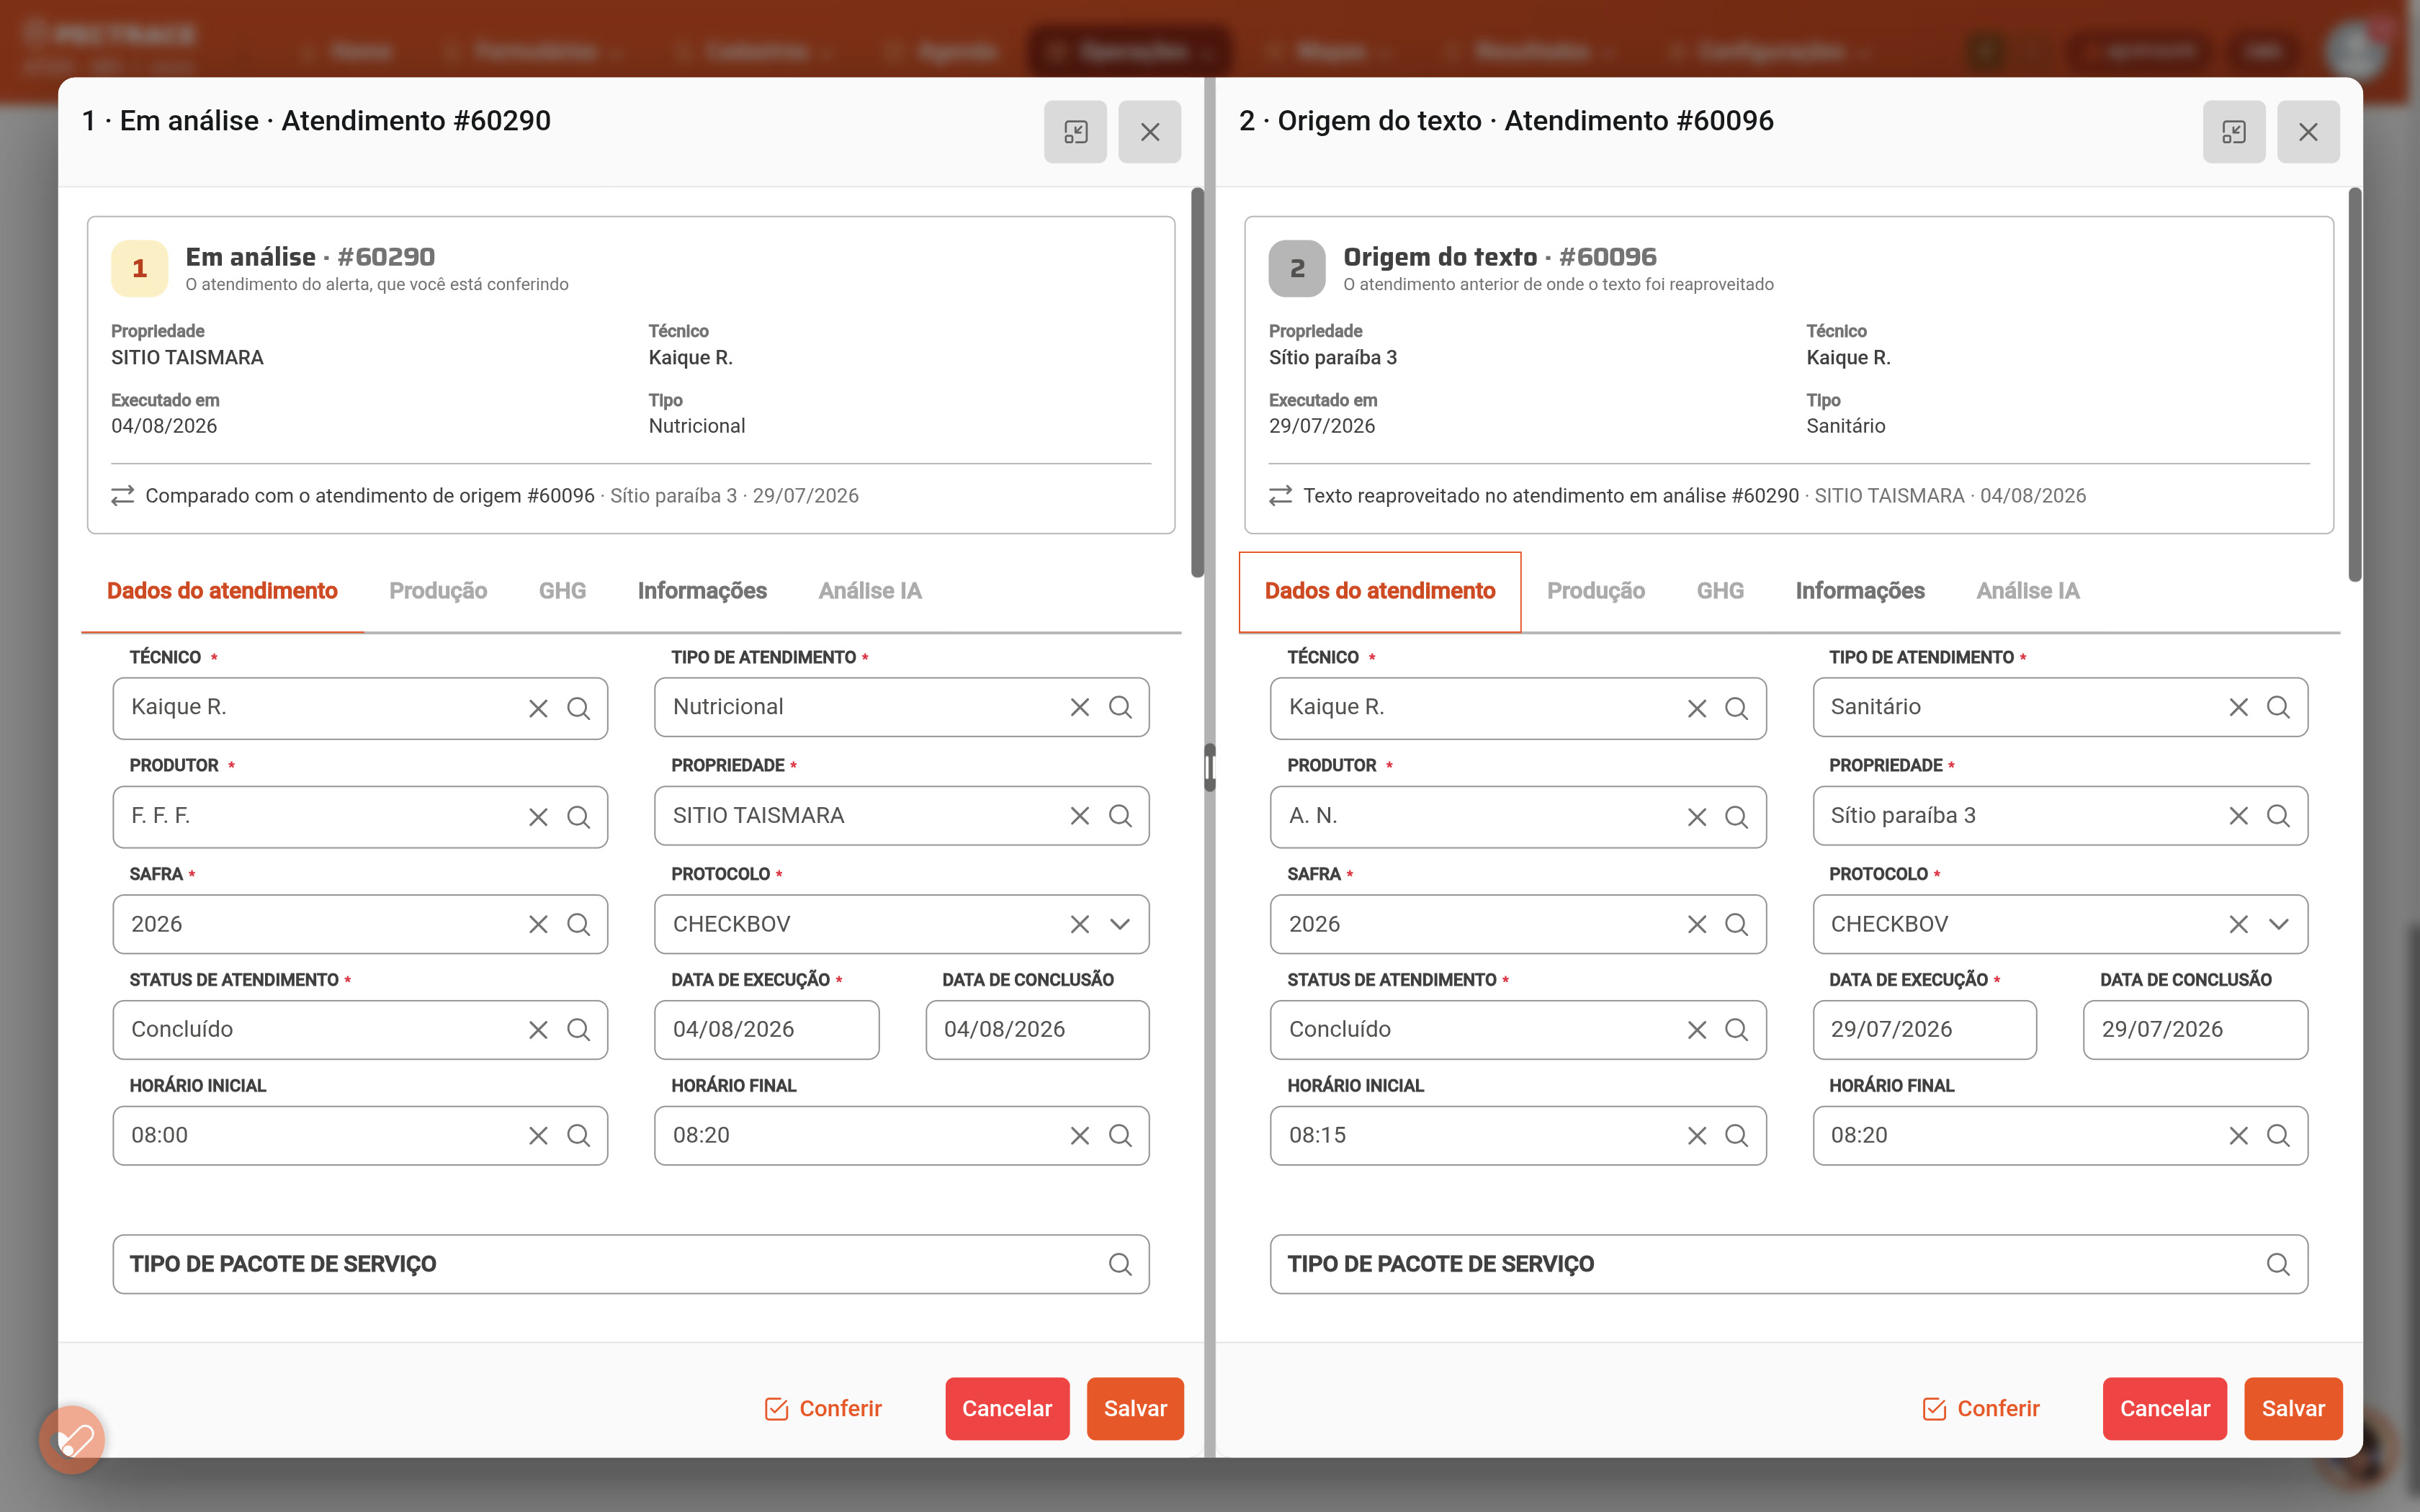 PECTRACE
Home Formulários Cadastros Agenda Operações Mapas Resultados Configurações
1 · Em análise · Atendimento #60290
1
Em análise · #60290
O atendimento do alerta, que você está conferindo
Propriedade Técnico
SITIO TAISMARA Kaique R.
Executado em Tipo
04/08/2026 Nutricional
Comparado com o atendimento de origem #60096 · Sítio paraíba 3 · 29/07/2026
Dados do atendimento Produção GHG Informações Análise IA
TÉCNICO * TIPO DE ATENDIMENTO *
Kaique R. Nutricional
PRODUTOR * PROPRIEDADE *
F. F. F. SITIO TAISMARA
SAFRA * PROTOCOLO *
2026 CHECKBOV
STATUS DE ATENDIMENTO * DATA DE EXECUÇÃO * DATA DE CONCLUSÃO
Concluído 04/08/2026 04/08/2026
HORÁRIO INICIAL HORÁRIO FINAL
08:00 08:20
TIPO DE PACOTE DE SERVIÇO
Conferir Cancelar Salvar
2 · Origem do texto · Atendimento #60096
2
Origem do texto · #60096
O atendimento anterior de onde o texto foi reaproveitado
Propriedade Técnico
Sítio paraíba 3 Kaique R.
Executado em Tipo
29/07/2026 Sanitário
Texto reaproveitado no atendimento em análise #60290 · SITIO TAISMARA · 04/08/2026
Dados do atendimento Produção GHG Informações Análise IA
TÉCNICO * TIPO DE ATENDIMENTO *
Kaique R. Sanitário
PRODUTOR * PROPRIEDADE *
A. N. Sítio paraíba 3
SAFRA * PROTOCOLO *
2026 CHECKBOV
STATUS DE ATENDIMENTO * DATA DE EXECUÇÃO * DATA DE CONCLUSÃO
Concluído 29/07/2026 29/07/2026
HORÁRIO INICIAL HORÁRIO FINAL
08:15 08:20
TIPO DE PACOTE DE SERVIÇO
Conferir Cancelar Salvar